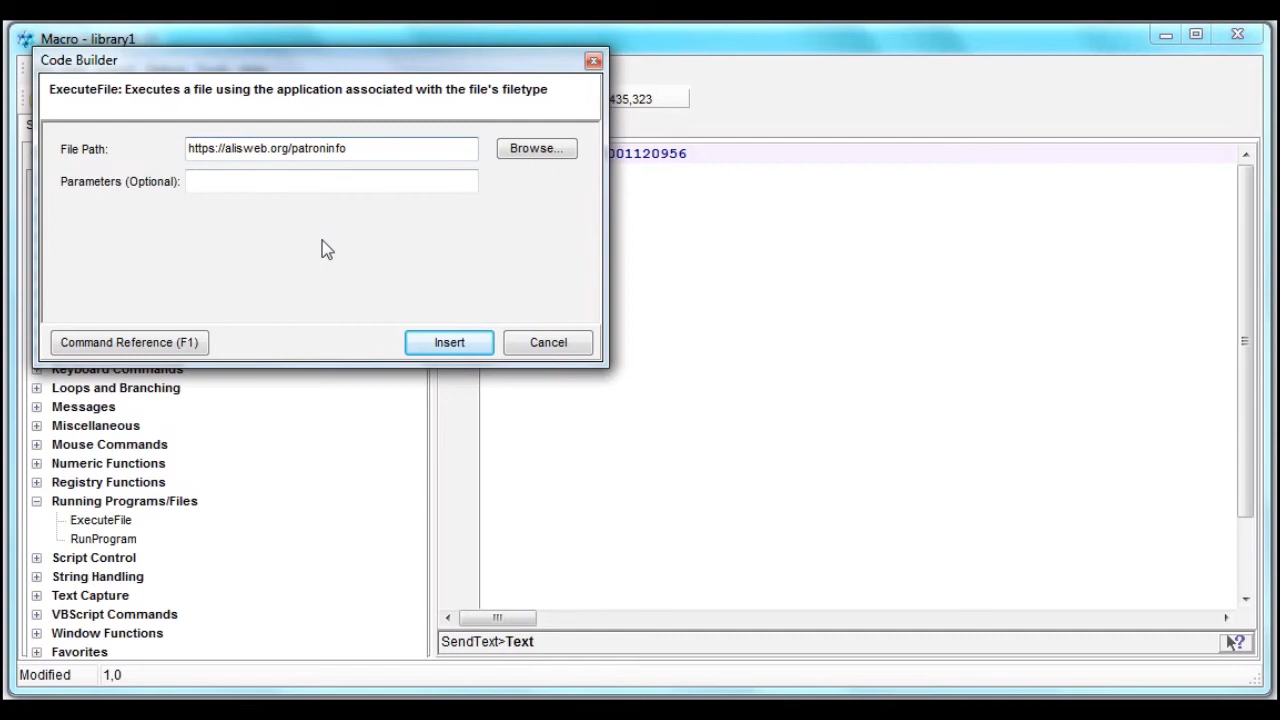 Macro - library1
Code Builder
ExecuteFile: Executes a file using the application associated with the file's filetype
435,323
File Path:
https://alisweb.org/patroninfo
Browse...
001120956
Parameters (Optional):
Command Reference (F1)
Insert
Cancel
Keyboard Commands
Loops and Branching
Messages
Miscellaneous
Mouse Commands
Numeric Functions
Registry Functions
Running Programs/Files
ExecuteFile
RunProgram
Script Control
String Handling
Text Capture
VBScript Commands
Window Functions
Favorites
SendText>Text
Modified
1,0